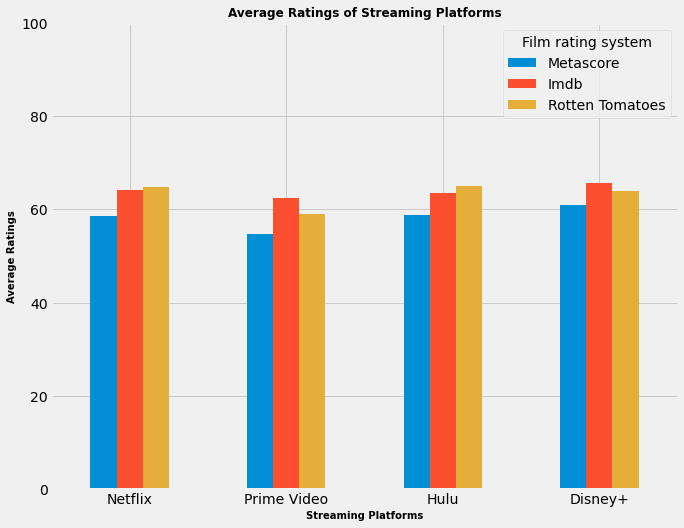 Average Ratings of Streaming Platforms
Film rating system
Metascore
Imdb
Rotten Tomatoes
Average Ratings
100
80
60
40
20
0
Netflix Prime Video Hulu Disney+
Streaming Platforms